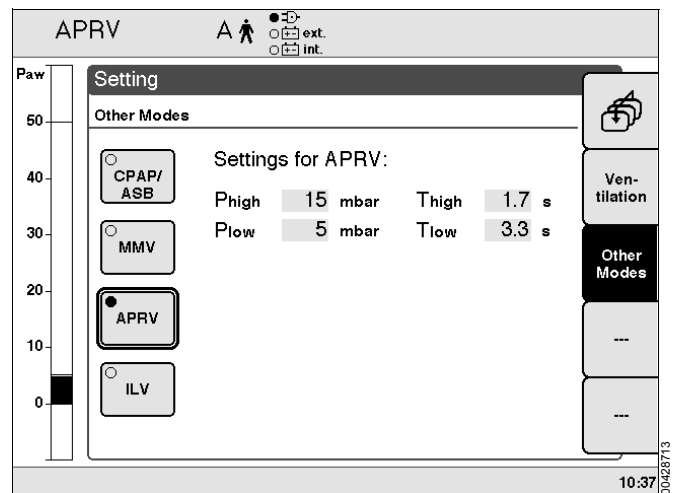 APRV A ext.
int.
Paw
50
40
30
20
10
0
Setting
Other Modes
CPAP/
ASB
MMV
APRV
ILV
Settings for APRV:
Phigh 15 mbar Thigh 1.7 s
Plow 5 mbar Tlow 3.3 s
Ven-
tilation
Other
Modes
---
---
10:37
00428713